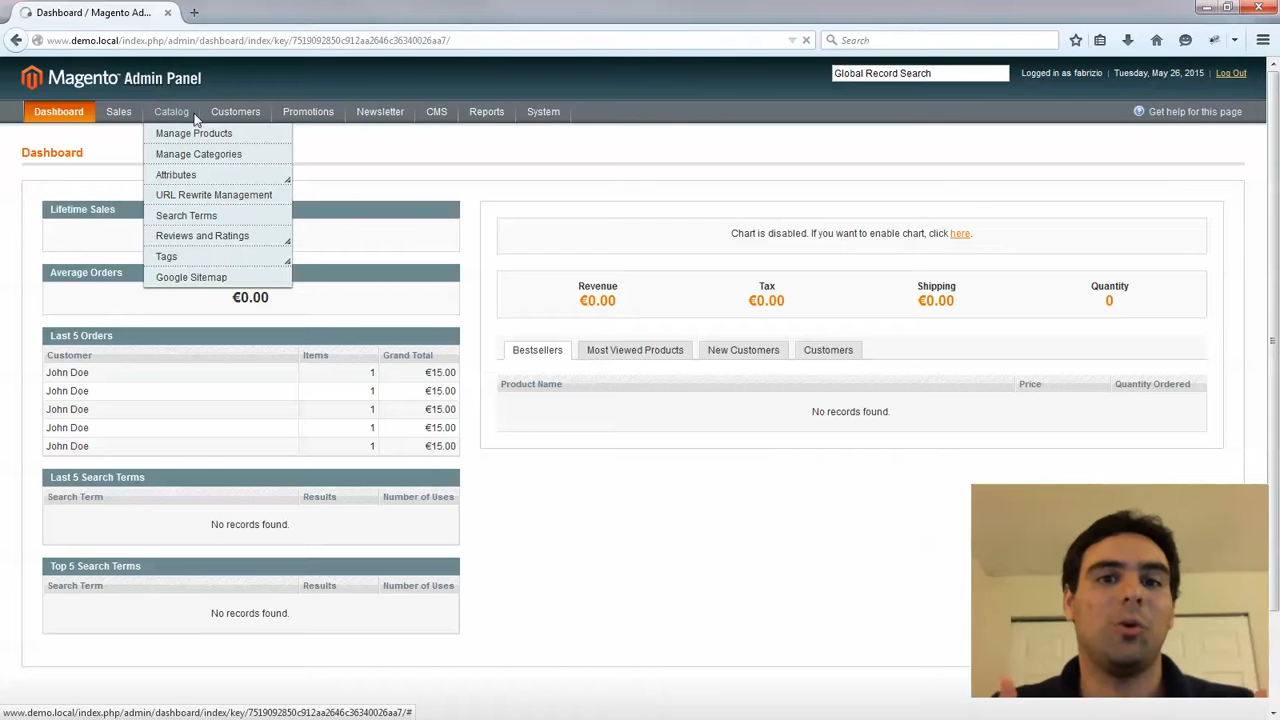 Dashboard / Magento Ad...
www.demo.local/index.php/admin/dashboard/index/key/7519092850c912aa2646c36340026aa7/
Search
Magento Admin Panel
Global Record Search
Logged in as fabrizio
Tuesday, May 26, 2015
Log Out
Dashboard
Sales
Catalog
Customers
Promotions
Newsletter
CMS
Reports
System
Get help for this page
Manage Products
Manage Categories
Attributes
URL Rewrite Management
Search Terms
Reviews and Ratings
Tags
Google Sitemap
Dashboard
Lifetime Sales
Average Orders
€0.00
Last 5 Orders
Customer Items Grand Total
John Doe 1 €15.00
John Doe 1 €15.00
John Doe 1 €15.00
John Doe 1 €15.00
John Doe 1 €15.00
Last 5 Search Terms
Search Term Results Number of Uses
No records found.
Top 5 Search Terms
Search Term Results Number of Uses
No records found.
Chart is disabled. If you want to enable chart, click here.
Revenue Tax Shipping Quantity
€0.00 €0.00 €0.00 0
Bestsellers Most Viewed Products New Customers Customers
Product Name Price Quantity Ordered
No records found.
www.demo.local/index.php/admin/dashboard/index/key/7519092850c912aa2646c36340026aa7/#